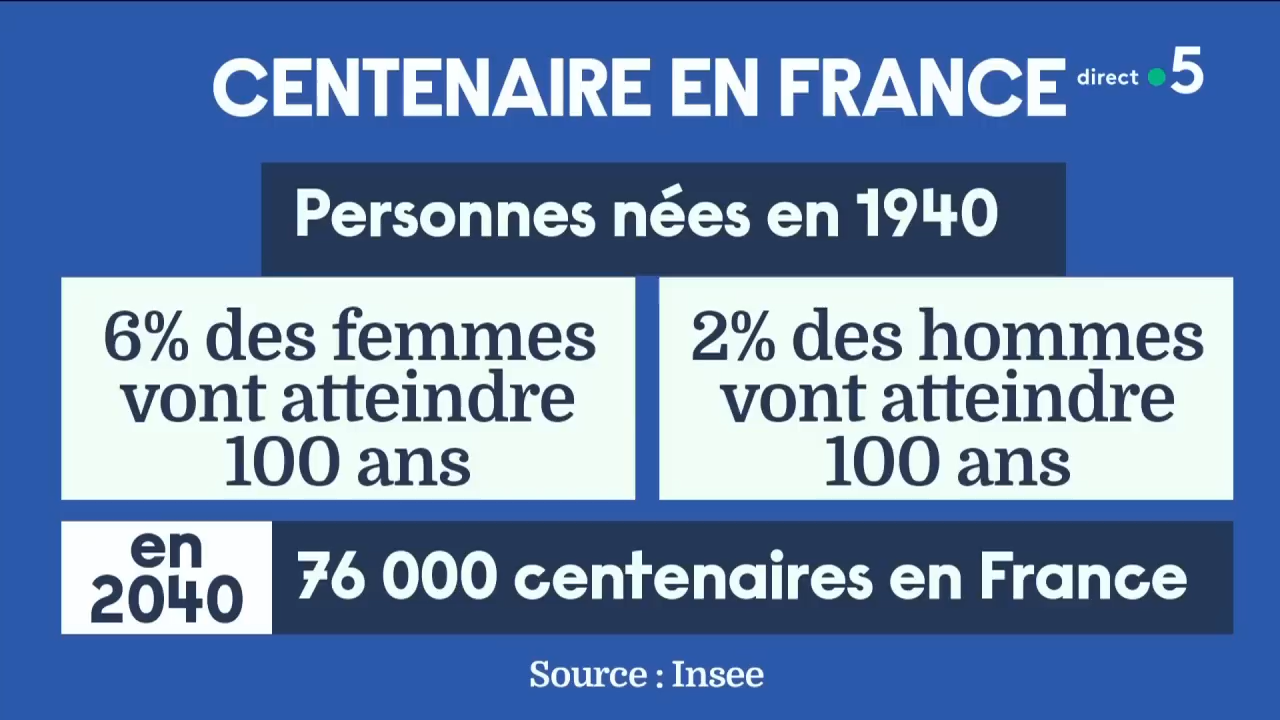 CENTENAIRE EN FRANCE
direct 5
Personnes nées en 1940
6% des femmes
vont atteindre
100 ans
2% des hommes
vont atteindre
100 ans
en
2040
76 000 centenaires en France
Source : Insee